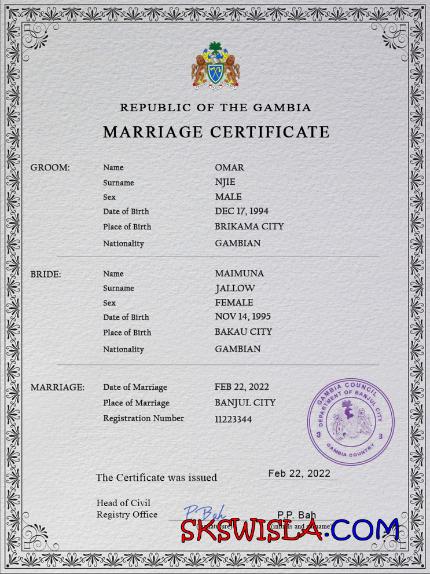 REPUBLIC OF THE GAMBIA
MARRIAGE CERTIFICATE
GROOM: Name OMAR
Surname NJIE
Sex MALE
Date of Birth DEC 17, 1994
Place of Birth BRIKAMA CITY
Nationality GAMBIAN
BRIDE: Name MAIMUNA
Surname JALLOW
Sex FEMALE
Date of Birth NOV 14, 1995
Place of Birth BAKAU CITY
Nationality GAMBIAN
MARRIAGE: Date of Marriage FEB 22, 2022
Place of Marriage BANJUL CITY
Registration Number 11223344
GAMBIA COUNCIL
DEPARTMENT OF BANJUL CITY
3 3
GAMBIA COUNTRY
The Certificate was issued Feb 22, 2022
Head of Civil
Registry Office P.Bah P.P. Bah
SKSWISLA.COM